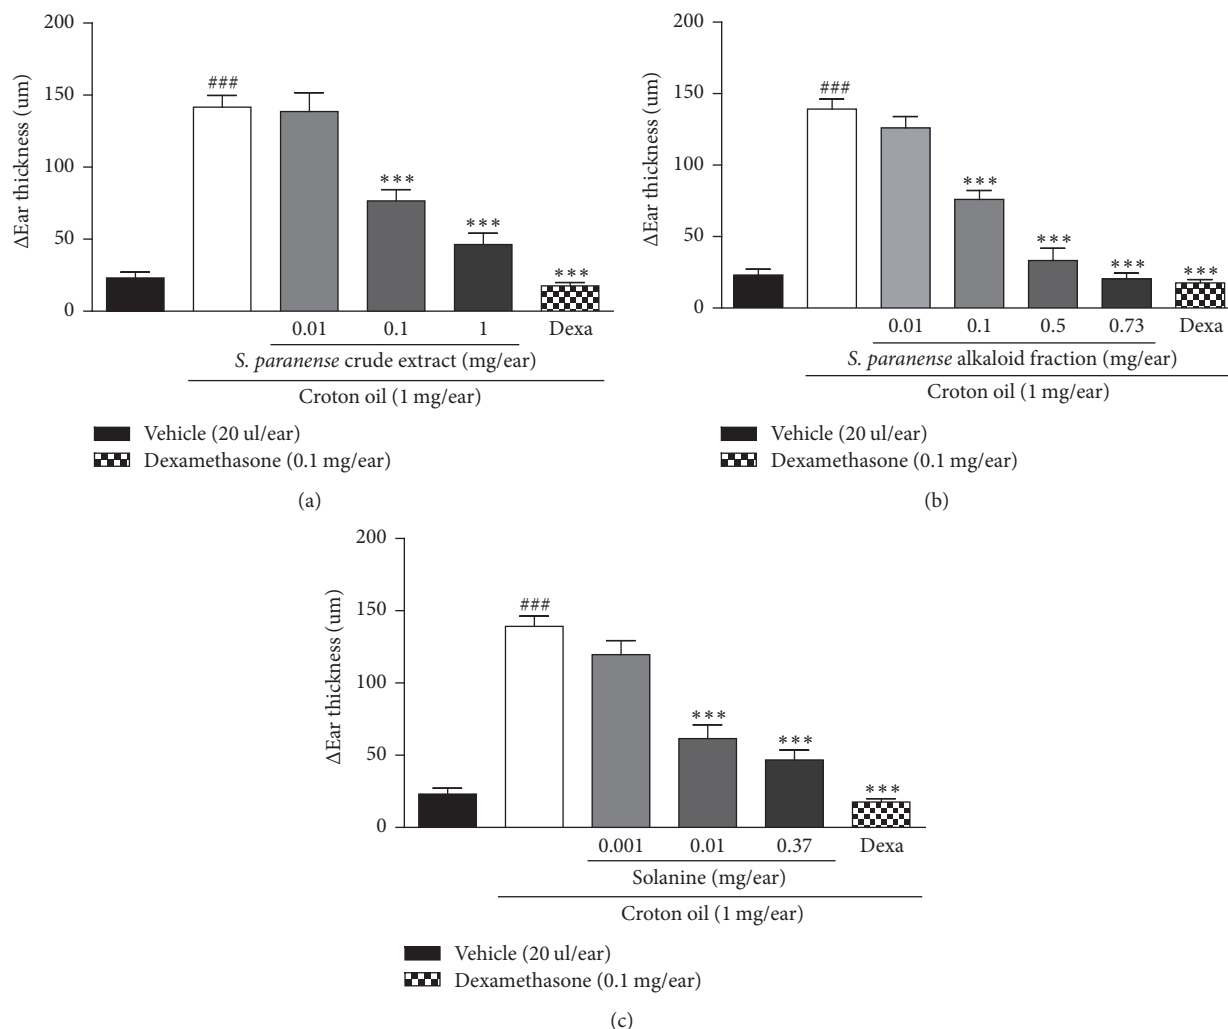 200
150
100
50
0
ΔEar thickness (um)
###
***
***
***
0.01 0.1 1 Dexa
S. paranense crude extract (mg/ear)
Croton oil (1 mg/ear)
Vehicle (20 ul/ear)
Dexamethasone (0.1 mg/ear)
(a)
200
150
100
50
0
ΔEar thickness (um)
###
***
***
***
***
0.01 0.1 0.5 0.73 Dexa
S. paranense alkaloid fraction (mg/ear)
Croton oil (1 mg/ear)
Vehicle (20 ul/ear)
Dexamethasone (0.1 mg/ear)
(b)
200
150
100
50
0
ΔEar thickness (um)
###
***
***
***
0.001 0.01 0.37 Dexa
Solanine (mg/ear)
Croton oil (1 mg/ear)
Vehicle (20 ul/ear)
Dexamethasone (0.1 mg/ear)
(c)